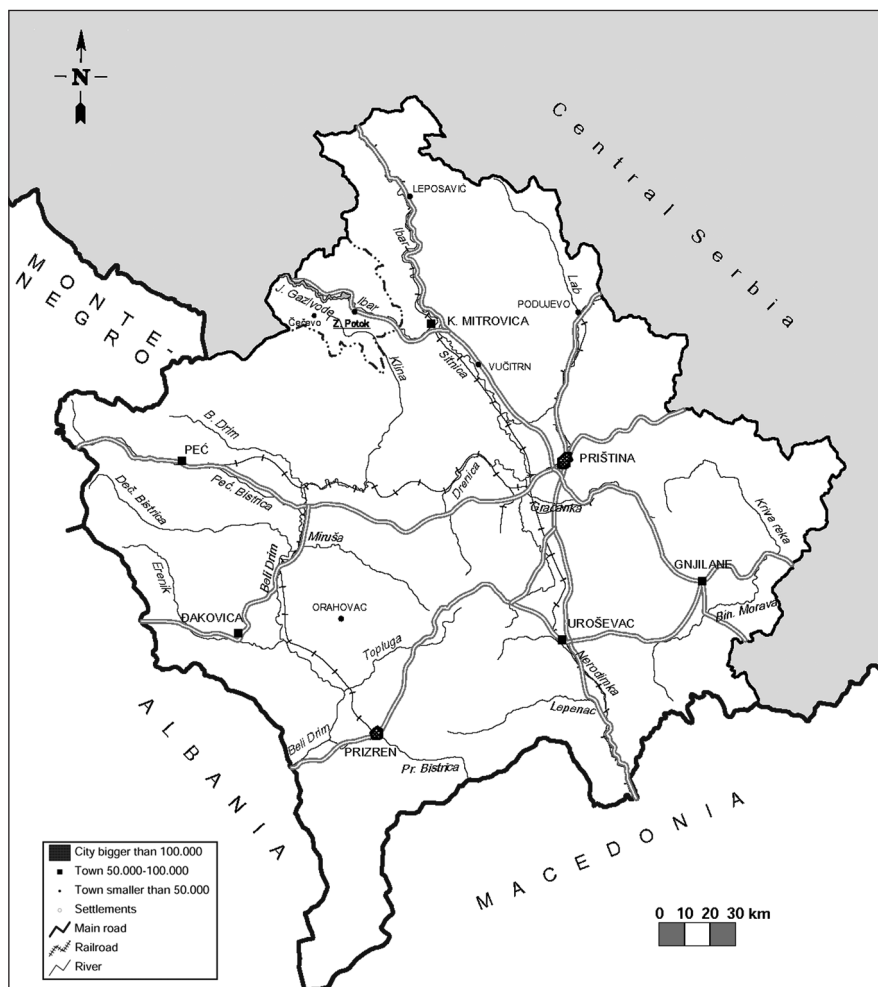 N
Central Serbia
MONTE-
NEGRO
LEPOSAVIĆ
Ibar
Lab
PODUJEVO
J. Gazivode
Ibar
Čečavo
Z. Potok
K. MITROVICA
Sitnica
VUČITRN
Klina
B. Drim
PEĆ
Peć. Bistrica
Deč. Bistrica
PRIŠTINA
Drenica
Gračanka
Kriva reka
Miruša
Beli Drim
Erenik
GNJILANE
Bin. Morava
ĐAKOVICA
ORAHOVAC
UROŠEVAC
Topluga
Nerodimka
Lepenac
Beli Drim
PRIZREN
Pr. Bistrica
ALBANIA
MACEDONIA
City bigger than 100.000
Town 50.000-100.000
Town smaller than 50.000
Settlements
Main road
Railroad
River
0 10 20 30 km